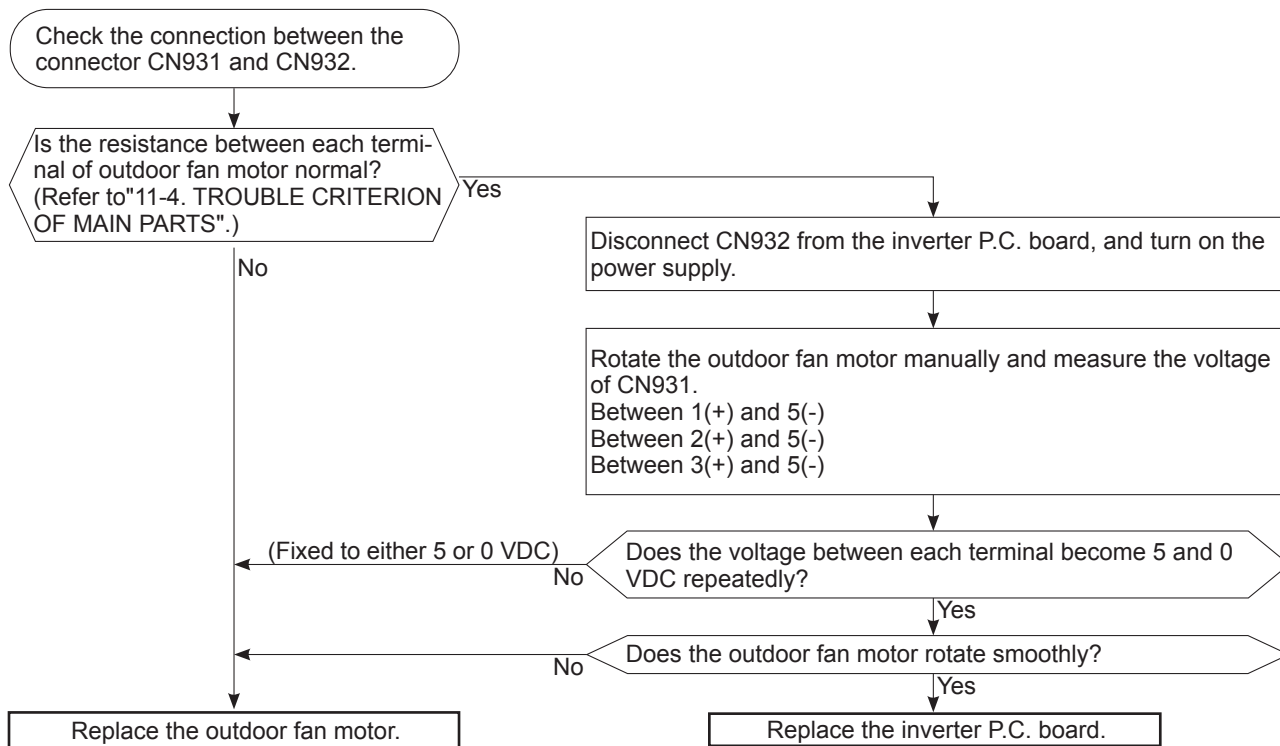 Check the connection between the
connector CN931 and CN932.
Is the resistance between each termi-
nal of outdoor fan motor normal?
(Refer to"11-4. TROUBLE CRITERION
OF MAIN PARTS".)
Yes
No
Disconnect CN932 from the inverter P.C. board, and turn on the
power supply.
Rotate the outdoor fan motor manually and measure the voltage
of CN931.
Between 1(+) and 5(-)
Between 2(+) and 5(-)
Between 3(+) and 5(-)
(Fixed to either 5 or 0 VDC)
No
Does the voltage between each terminal become 5 and 0
VDC repeatedly?
Yes
No
Does the outdoor fan motor rotate smoothly?
Yes
Replace the outdoor fan motor.
Replace the inverter P.C. board.